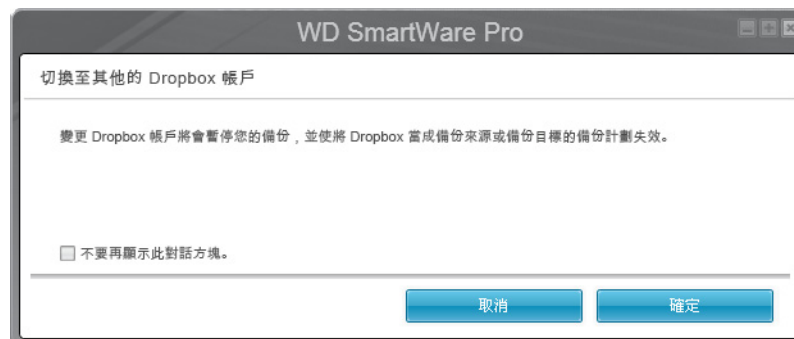 WD SmartWare Pro
切換至其他的 Dropbox 帳戶
變更 Dropbox 帳戶將會暫停您的備份，並使將 Dropbox 當成備份來源或備份目標的備份計劃失效。
不要再顯示此對話方塊。
取消
確定